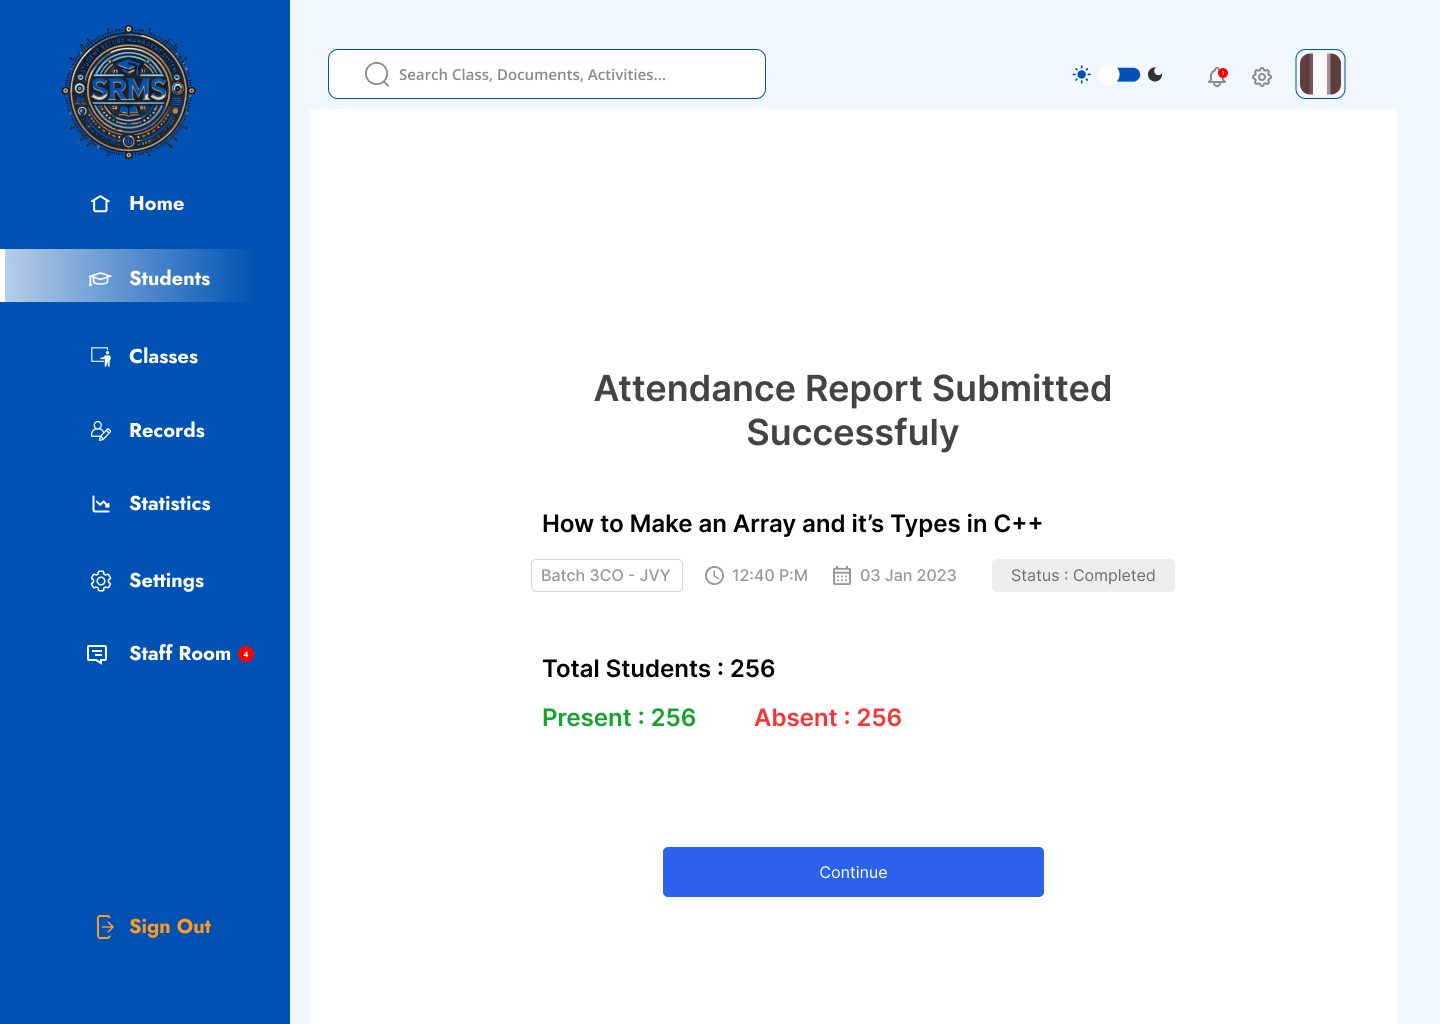 SRMS
Search Class, Documents, Activities...
1
Home
Students
Classes
Records
Statistics
Settings
Staff Room 4
Sign Out
Attendance Report Submitted
Successfuly
How to Make an Array and it’s Types in C++
Batch 3CO - JVY 12:40 P:M 03 Jan 2023 Status : Completed
Total Students : 256
Present : 256 Absent : 256
Continue